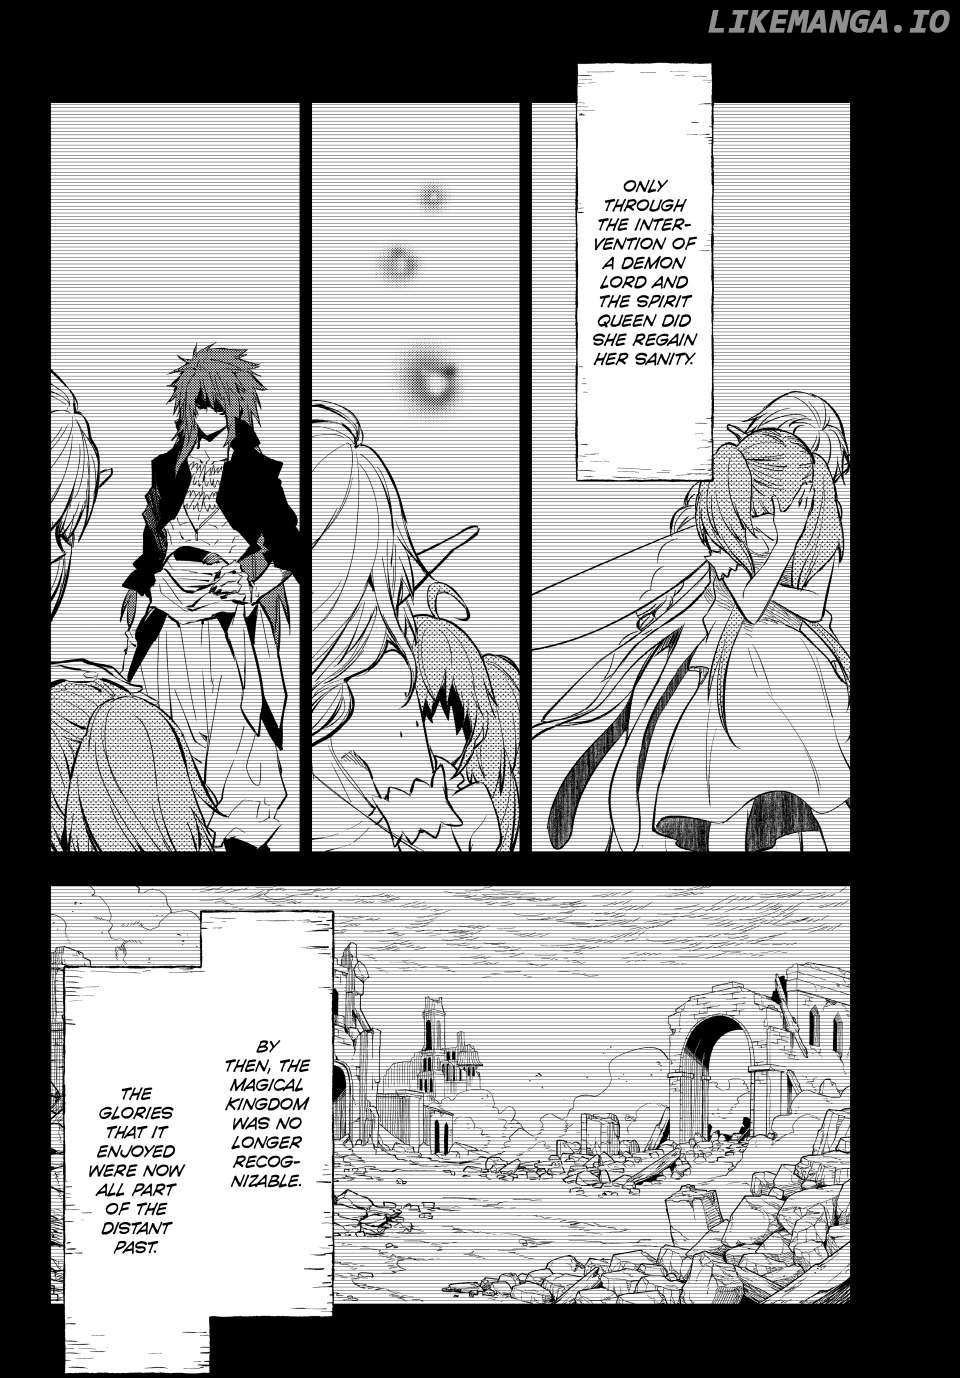 LIKEMANGA.IO
ONLY
THROUGH
THE INTER-
VENTION OF
A DEMON
LORD AND
THE SPIRIT
QUEEN DID
SHE REGAIN
HER SANITY.
BY
THEN, THE
MAGICAL
KINGDOM
WAS NO
LONGER
RECOG-
NIZABLE.
THE
GLORIES
THAT IT
ENJOYED
WERE NOW
ALL PART
OF THE
DISTANT
PAST.